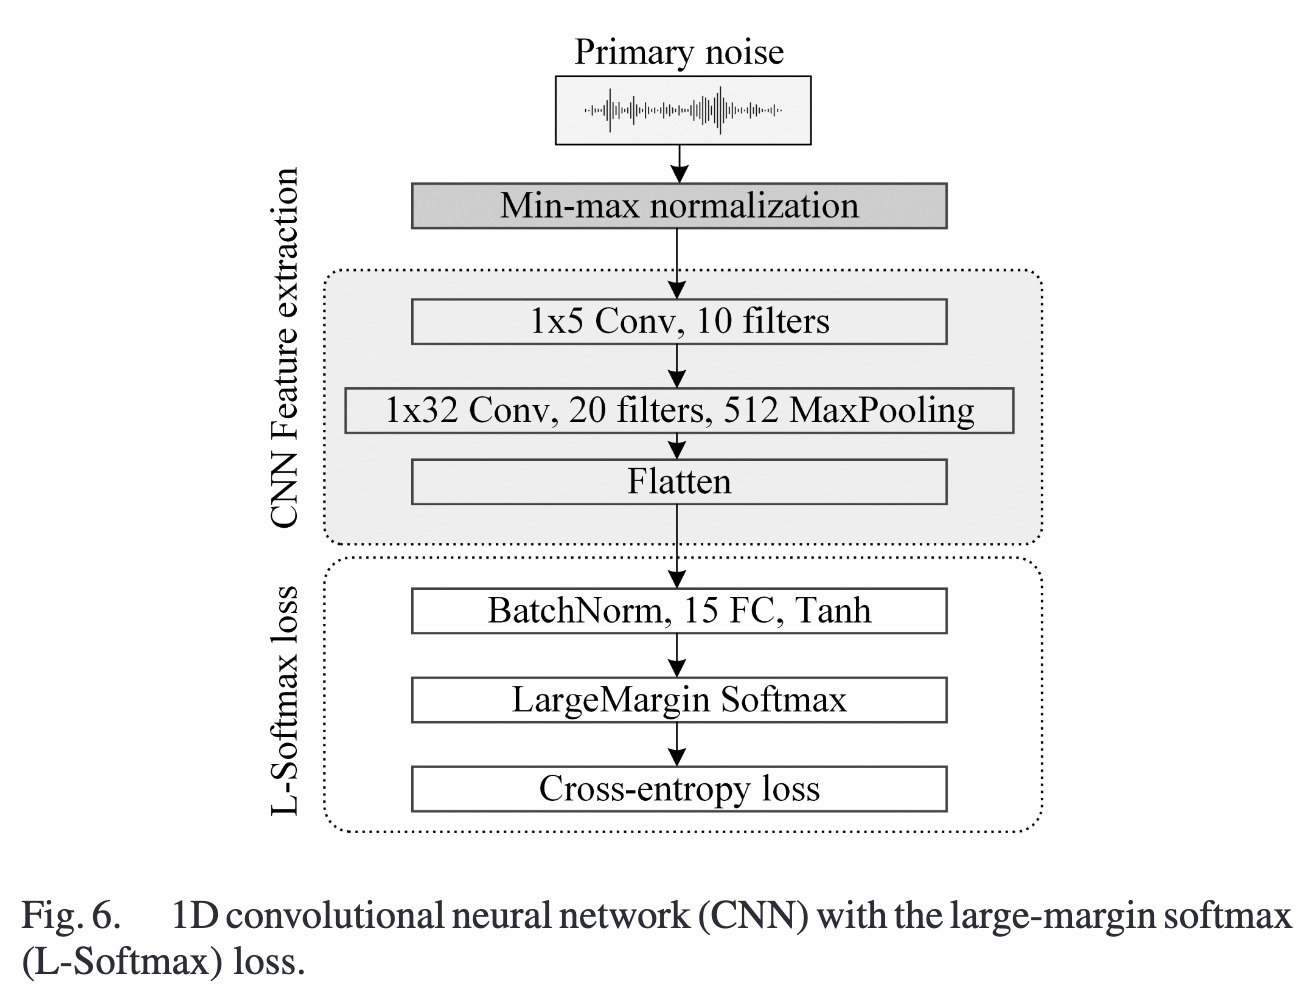 Primary noise
Min-max normalization
CNN Feature extraction
1x5 Conv, 10 filters
1x32 Conv, 20 filters, 512 MaxPooling
Flatten
L-Softmax loss
BatchNorm, 15 FC, Tanh
LargeMargin Softmax
Cross-entropy loss
Fig. 6. 1D convolutional neural network (CNN) with the large-margin softmax
(L-Softmax) loss.